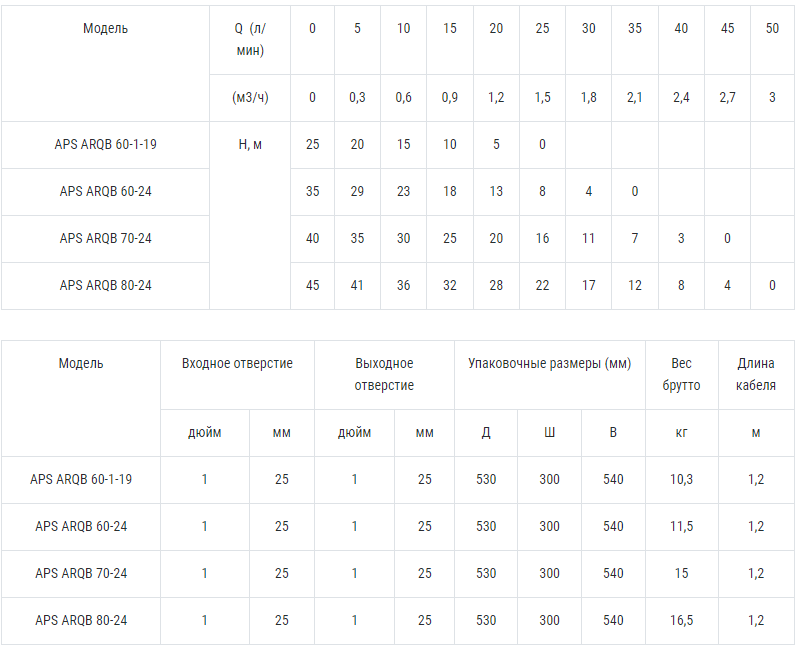 Модель Q (л/ 0 5 10 15 20 25 30 35 40 45 50
мин)
(м3/ч) 0 0,3 0,6 0,9 1,2 1,5 1,8 2,1 2,4 2,7 3
APS ARQB 60-1-19 Н, м 25 20 15 10 5 0
APS ARQB 60-24 35 29 23 18 13 8 4 0
APS ARQB 70-24 40 35 30 25 20 16 11 7 3 0
APS ARQB 80-24 45 41 36 32 28 22 17 12 8 4 0
Модель Входное отверстие Выходное Упаковочные размеры (мм) Вес Длина
отверстие брутто кабеля
дюйм мм дюйм мм Д Ш В кг м
APS ARQB 60-1-19 1 25 1 25 530 300 540 10,3 1,2
APS ARQB 60-24 1 25 1 25 530 300 540 11,5 1,2
APS ARQB 70-24 1 25 1 25 530 300 540 15 1,2
APS ARQB 80-24 1 25 1 25 530 300 540 16,5 1,2